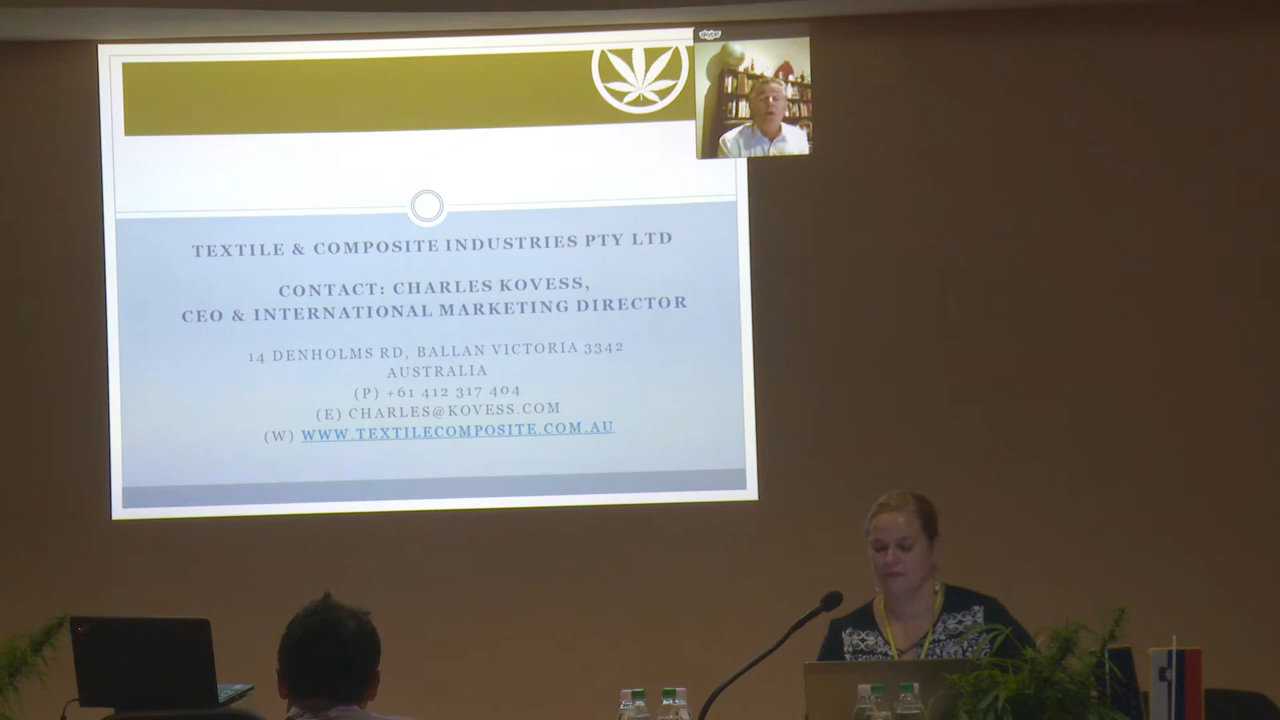 skype
TEXTILE & COMPOSITE INDUSTRIES PTY LTD
CONTACT: CHARLES KOVESS,
CEO & INTERNATIONAL MARKETING DIRECTOR
14 DENHOLMS RD, BALLAN VICTORIA 3342
AUSTRALIA
(P) +61 412 317 404
(E) CHARLES@KOVESS.COM
(W) WWW.TEXTILECOMPOSITE.COM.AU